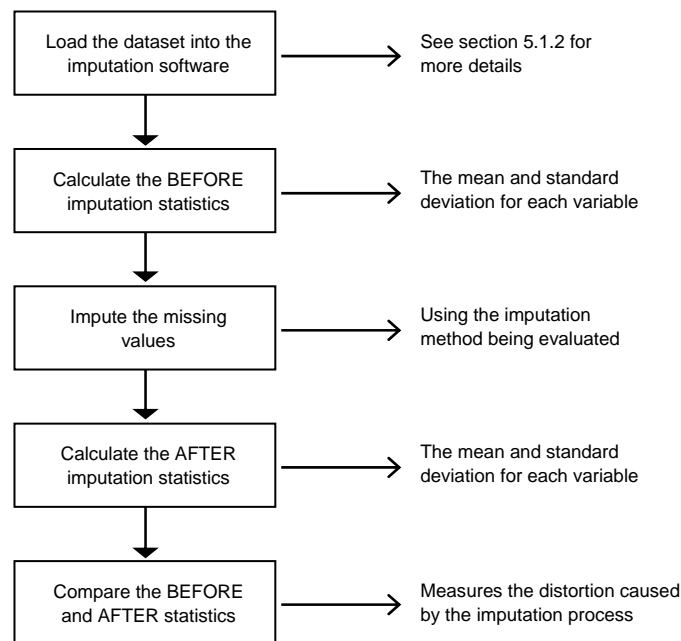 Load the dataset into the
imputation software
See section 5.1.2 for
more details
Calculate the BEFORE
imputation statistics
The mean and standard
deviation for each variable
Impute the missing
values
Using the imputation
method being evaluated
Calculate the AFTER
imputation statistics
The mean and standard
deviation for each variable
Compare the BEFORE
and AFTER statistics
Measures the distortion caused
by the imputation process